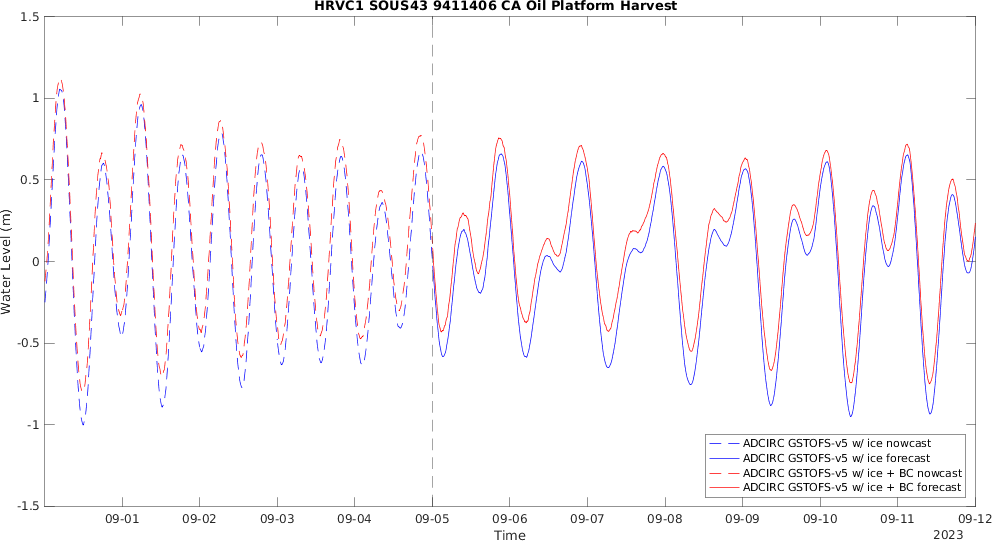 HRVC1 SOUS43 9411406 CA Oil Platform Harvest
1.5
1
0.5
0
-0.5
-1
-1.5
Water Level (m)
ADCIRC GSTOFS-v5 w/ ice nowcast
ADCIRC GSTOFS-v5 w/ ice forecast
ADCIRC GSTOFS-v5 w/ ice + BC nowcast
ADCIRC GSTOFS-v5 w/ ice + BC forecast
09-01 09-02 09-03 09-04 09-05 09-06 09-07 09-08 09-09 09-10 09-11 09-12
Time
2023